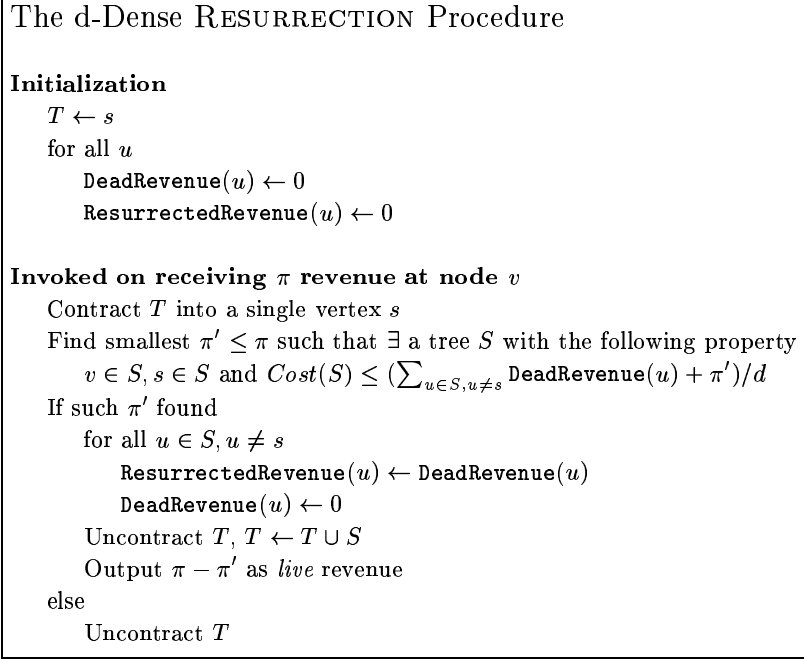 The d-Dense RESURRECTION Procedure
Initialization
T ← s
for all u
DeadRevenue(u) ← 0
ResurrectedRevenue(u) ← 0
Invoked on receiving π revenue at node v
Contract T into a single vertex s
Find smallest π′ ≤ π such that ∃ a tree S with the following property
v ∈ S, s ∈ S and Cost(S) ≤ (∑_{u∈S,u≠s} DeadRevenue(u) + π′)/d
If such π′ found
for all u ∈ S, u ≠ s
ResurrectedRevenue(u) ← DeadRevenue(u)
DeadRevenue(u) ← 0
Uncontract T, T ← T ∪ S
Output π − π′ as live revenue
else
Uncontract T